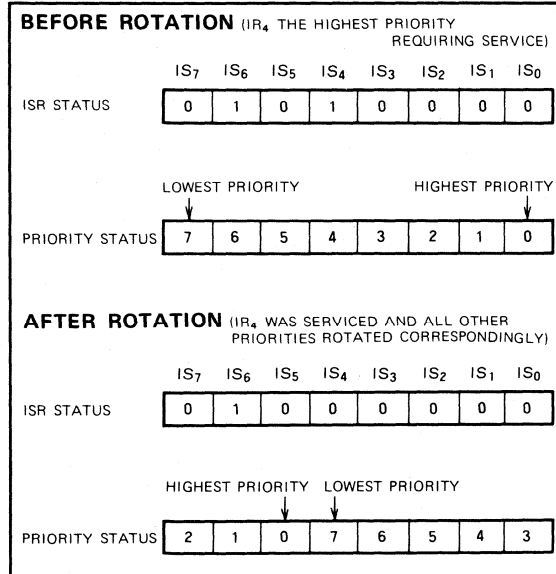 BEFORE ROTATION (IR₄ THE HIGHEST PRIORITY
REQUIRING SERVICE)
IS₇ IS₆ IS₅ IS₄ IS₃ IS₂ IS₁ IS₀
ISR STATUS 0 1 0 1 0 0 0 0
LOWEST PRIORITY HIGHEST PRIORITY
PRIORITY STATUS 7 6 5 4 3 2 1 0
AFTER ROTATION (IR₄ WAS SERVICED AND ALL OTHER
PRIORITIES ROTATED CORRESPONDINGLY)
IS₇ IS₆ IS₅ IS₄ IS₃ IS₂ IS₁ IS₀
ISR STATUS 0 1 0 0 0 0 0 0
HIGHEST PRIORITY LOWEST PRIORITY
PRIORITY STATUS 2 1 0 7 6 5 4 3